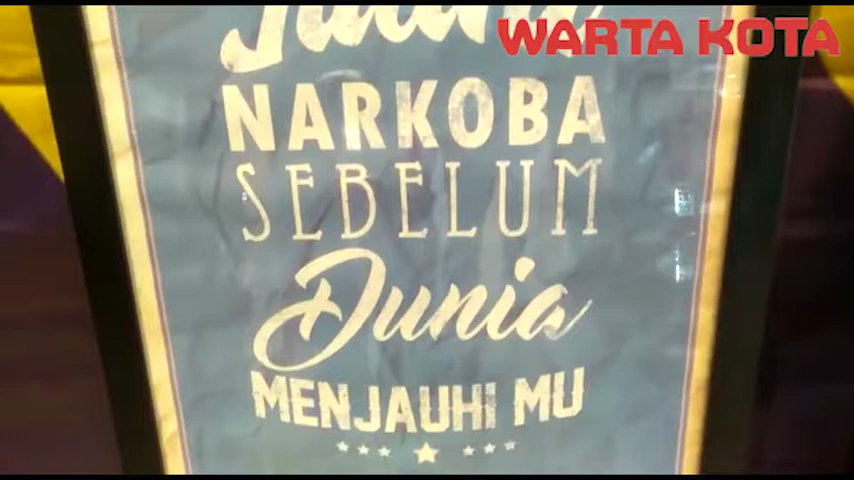 WARTA KOTA
NARKOBA
SEBELUM
Dunia
MENJAUHI MU